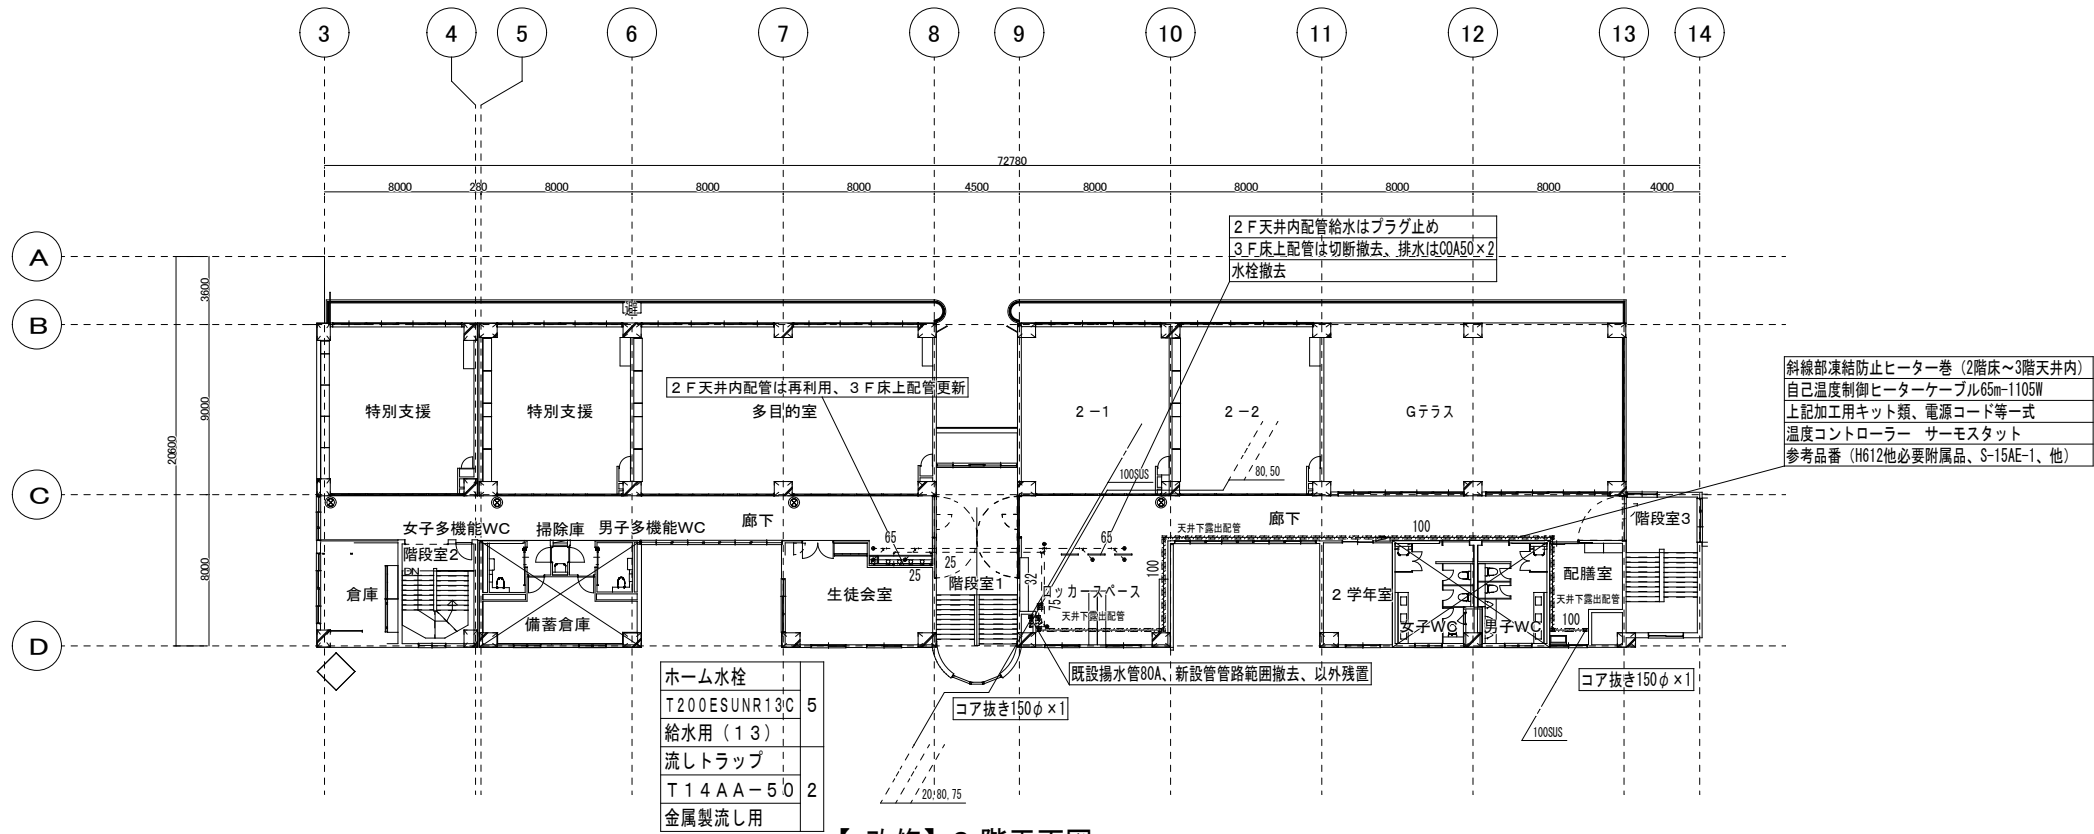 3 4 5 6 7 8 9 10 11 12 13 14
72780
8000 280 8000 8000 8000 4500 8000 8000 8000 8000 4000
A
B
C
D
3600
9000
8000
20600
2F天井内配管給水はプラグ止め
3F床上配管は切断撤去、排水はCOA50×2
水栓撤去
避
斜線部凍結防止ヒーター巻(2階床~3階天井内)
自己温度制御ヒーターケーブル65m-1105W
上記加工用キット類、電源コード等一式
温度コントローラー サーモスタット
参考品番(H612他必要附属品、S-15AE-1、他)
2F天井内配管は再利用、3F床上配管更新
特別支援
特別支援
多目的室
2-1
2-2
Gテラス
100SUS
80,50
女子多機能WC
掃除庫
男子多機能WC
廊下
廊下
階段室3
天井下露出配管
100
階段室2
DN
倉庫
備蓄倉庫
生徒会室
65
25
25
階段室1
32
75
65
ロッカースペース
天井下露出配管
100
2学年室
女子WC
男子WC
配膳室
天井下露出配管
100
ホーム水栓
T200ESUNR13C 5
給水用(13)
流しトラップ
T14AA-50 2
金属製流し用
既設揚水管80A、新設管管路範囲撤去、以外残置
コア抜き150φ×1
コア抜き150φ×1
100SUS
20,80,75